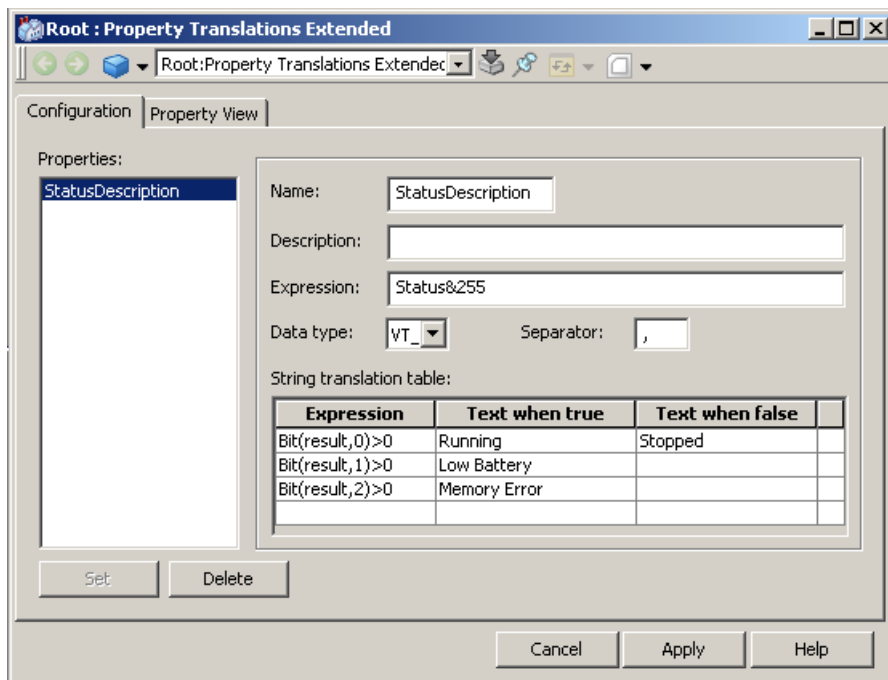 Root : Property Translations Extended
Root:Property Translations Extended
Configuration Property View
Properties:
StatusDescription
Name: StatusDescription
Description:
Expression: Status&255
Data type: VT_ Separator: ,
String translation table:
Expression Text when true Text when false
Bit(result,0)>0 Running Stopped
Bit(result,1)>0 Low Battery
Bit(result,2)>0 Memory Error
Set Delete
Cancel Apply Help